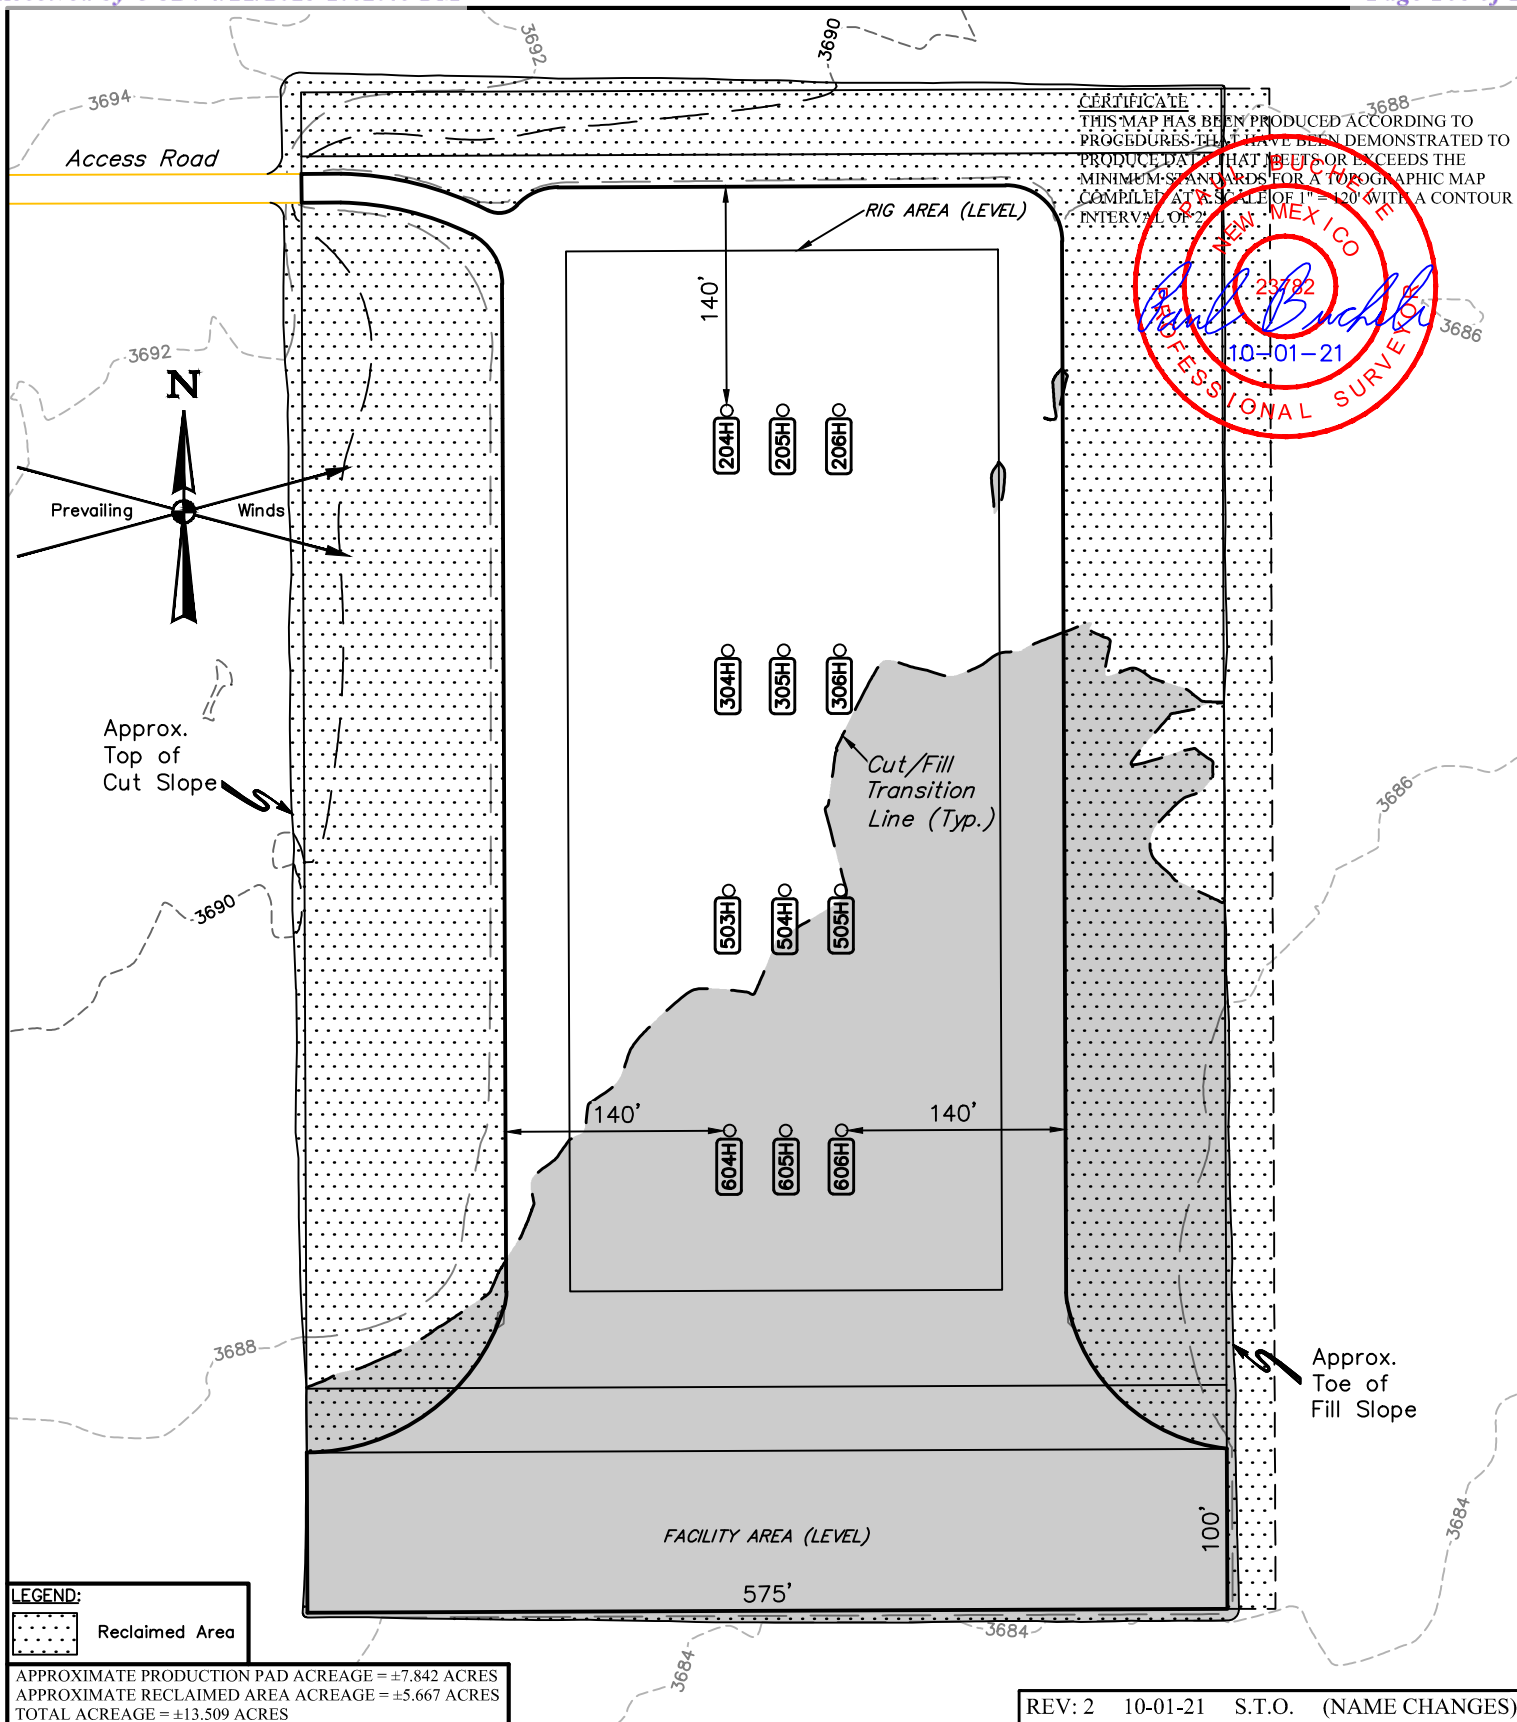 3690
3692
3694
3688
CERTIFICATE
THIS MAP HAS BEEN PRODUCED ACCORDING TO
PROCEDURES THAT HAVE BEEN DEMONSTRATED TO
PRODUCE DATA THAT MEETS OR EXCEEDS THE
MINIMUM STANDARDS FOR A TOPOGRAPHIC MAP
COMPILED AT A SCALE OF 1" = 120' WITH A CONTOUR
INTERVAL OF 2'
PAUL BUCHELE
NEW MEXICO
23782
Paul Buchele
10-01-21
PROFESSIONAL SURVEYOR
Access Road
RIG AREA (LEVEL)
140'
3686
3692
N
Prevailing Winds
204H 205H 206H
304H 305H 306H
Approx.
Top of
Cut Slope
Cut/Fill
Transition
Line (Typ.)
3686
503H 504H 505H
3690
140' 140'
604H 605H 606H
3688
Approx.
Toe of
Fill Slope
3684
100'
FACILITY AREA (LEVEL)
575'
LEGEND:
Reclaimed Area
3684
3684
APPROXIMATE PRODUCTION PAD ACREAGE = ±7.842 ACRES
APPROXIMATE RECLAIMED AREA ACREAGE = ±5.667 ACRES
TOTAL ACREAGE = ±13.509 ACRES
REV: 2 10-01-21 S.T.O. (NAME CHANGES)